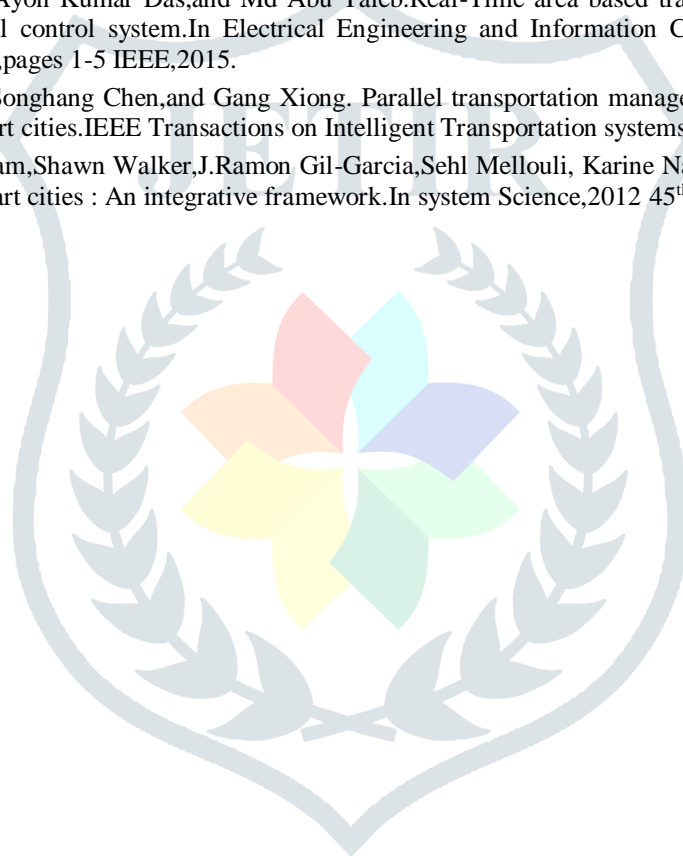 Ayon Kumar Das,and Md Abu Taleb.Real-Time area based tra
l control system.In Electrical Engineering and Information C
,pages 1-5 IEEE,2015.
Songhang Chen,and Gang Xiong. Parallel transportation manage
rt cities.IEEE Transactions on Intelligent Transportation systems
am,Shawn Walker,J.Ramon Gil-Garcia,Sehl Mellouli, Karine Na
art cities : An integrative framework.In system Science,2012 45th
JETIR